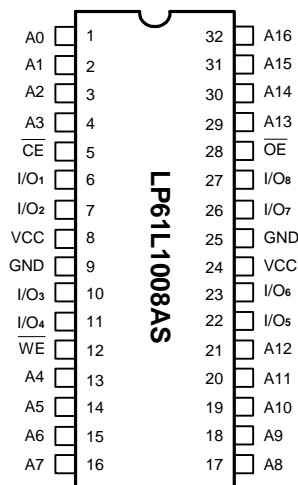 A0 1 32 A16
A1 2 31 A15
A2 3 30 A14
A3 4 29 A13
C̅E̅ 5 28 O̅E̅
I/O₁ 6 27 I/O₈
I/O₂ 7 26 I/O₇
VCC 8 25 GND
GND 9 24 VCC
I/O₃ 10 23 I/O₆
I/O₄ 11 22 I/O₅
W̅E̅ 12 21 A12
A4 13 20 A11
A5 14 19 A10
A6 15 18 A9
A7 16 17 A8
LP61L1008AS